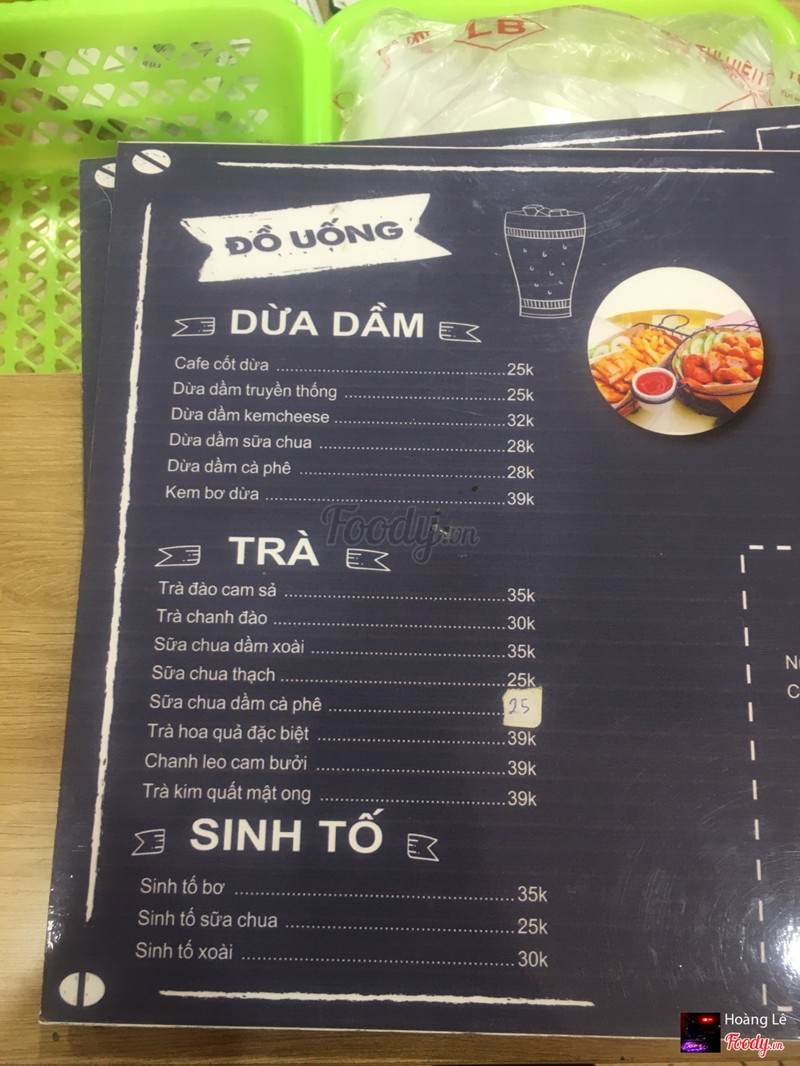 LB
ĐỒ UỐNG
DỪA DẦM
Cafe cốt dừa ........ 25k
Dừa dầm truyền thống ........ 25k
Dừa dầm kemcheese ........ 32k
Dừa dầm sữa chua ........ 28k
Dừa dầm cà phê ........ 28k
Kem bơ dừa ........ 39k
Foody.vn
TRÀ
Trà đào cam sả ........ 35k
Trà chanh đào ........ 30k
Sữa chua dầm xoài ........ 35k
Sữa chua thạch ........ 25k
Sữa chua dầm cà phê ........ 25
Trà hoa quả đặc biệt ........ 39k
Chanh leo cam bưởi ........ 39k
Trà kim quất mật ong ........ 39k
SINH TỐ
Sinh tố bơ ........ 35k
Sinh tố sữa chua ........ 25k
Sinh tố xoài ........ 30k
Hoàng Lê
Foody.vn